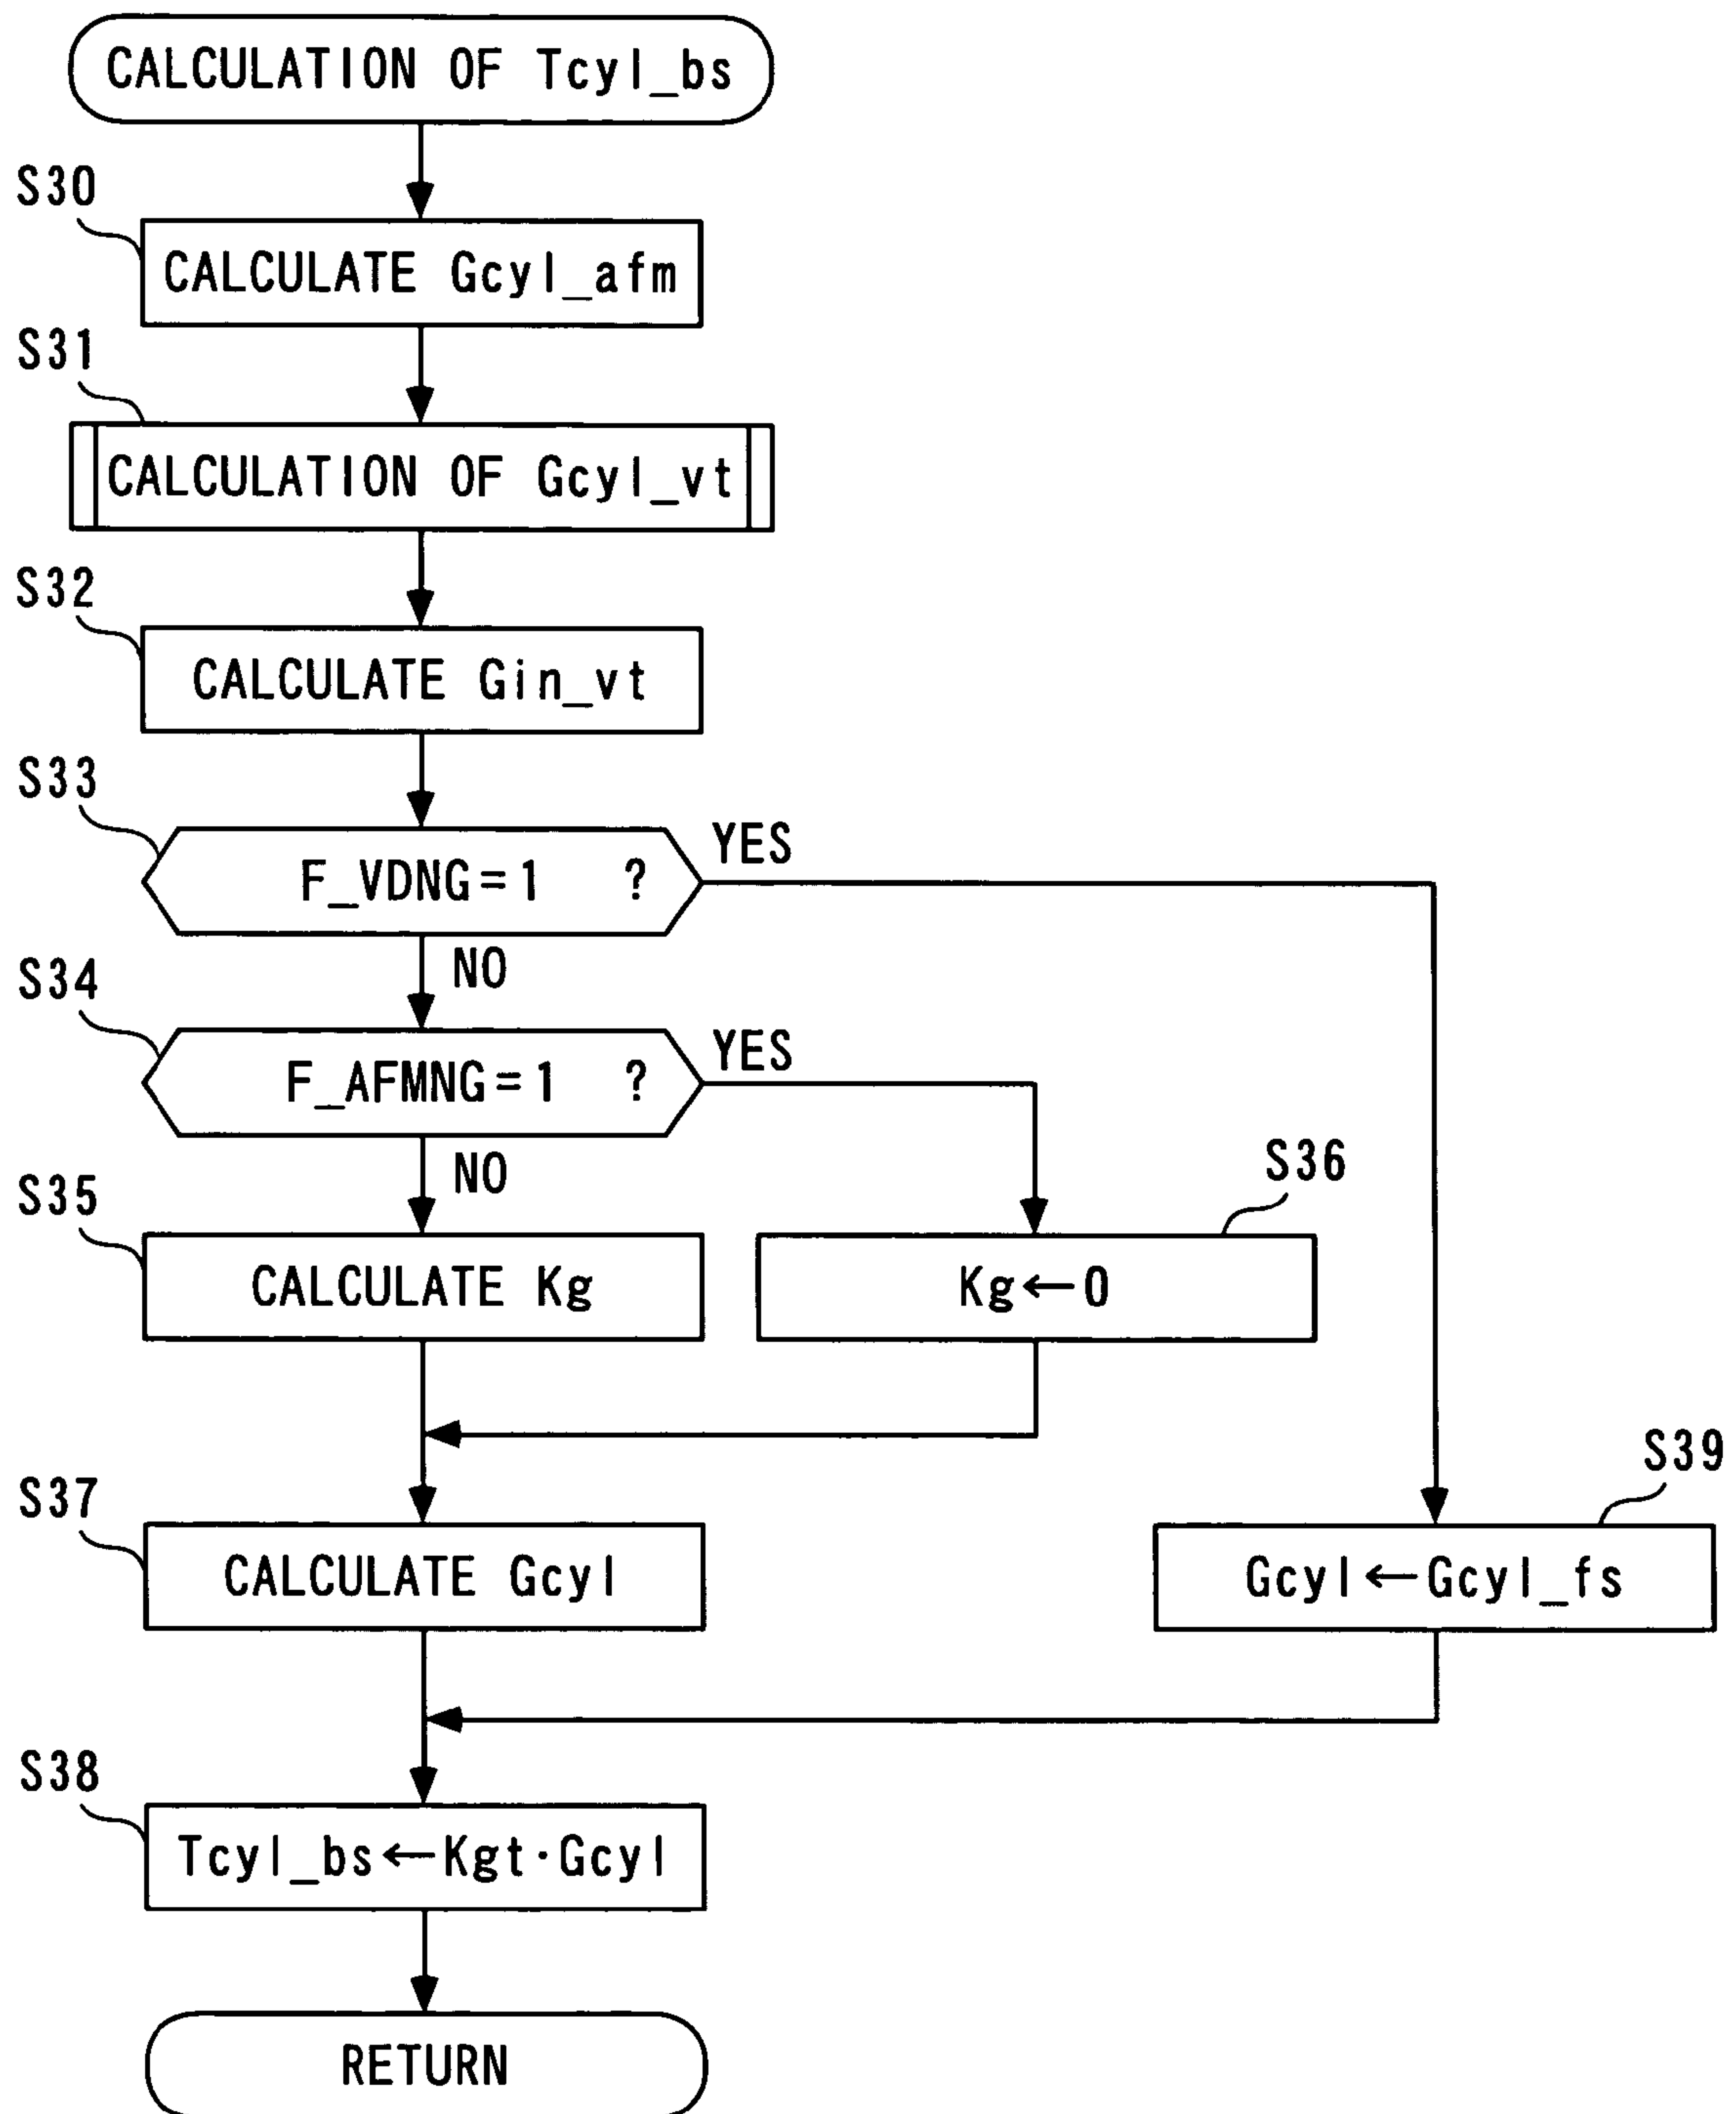 CALCULATION OF Tcyl_bs
S30
CALCULATE Gcyl_afm
S31
CALCULATION OF Gcyl_vt
S32
CALCULATE Gin_vt
S33
F_VDNG=1 ?
YES
NO
S34
F_AFMNG=1 ?
YES
NO
S35
CALCULATE Kg
S36
Kg←0
S37
CALCULATE Gcyl
S39
Gcyl←Gcyl_fs
S38
Tcyl_bs←Kgt·Gcyl
RETURN